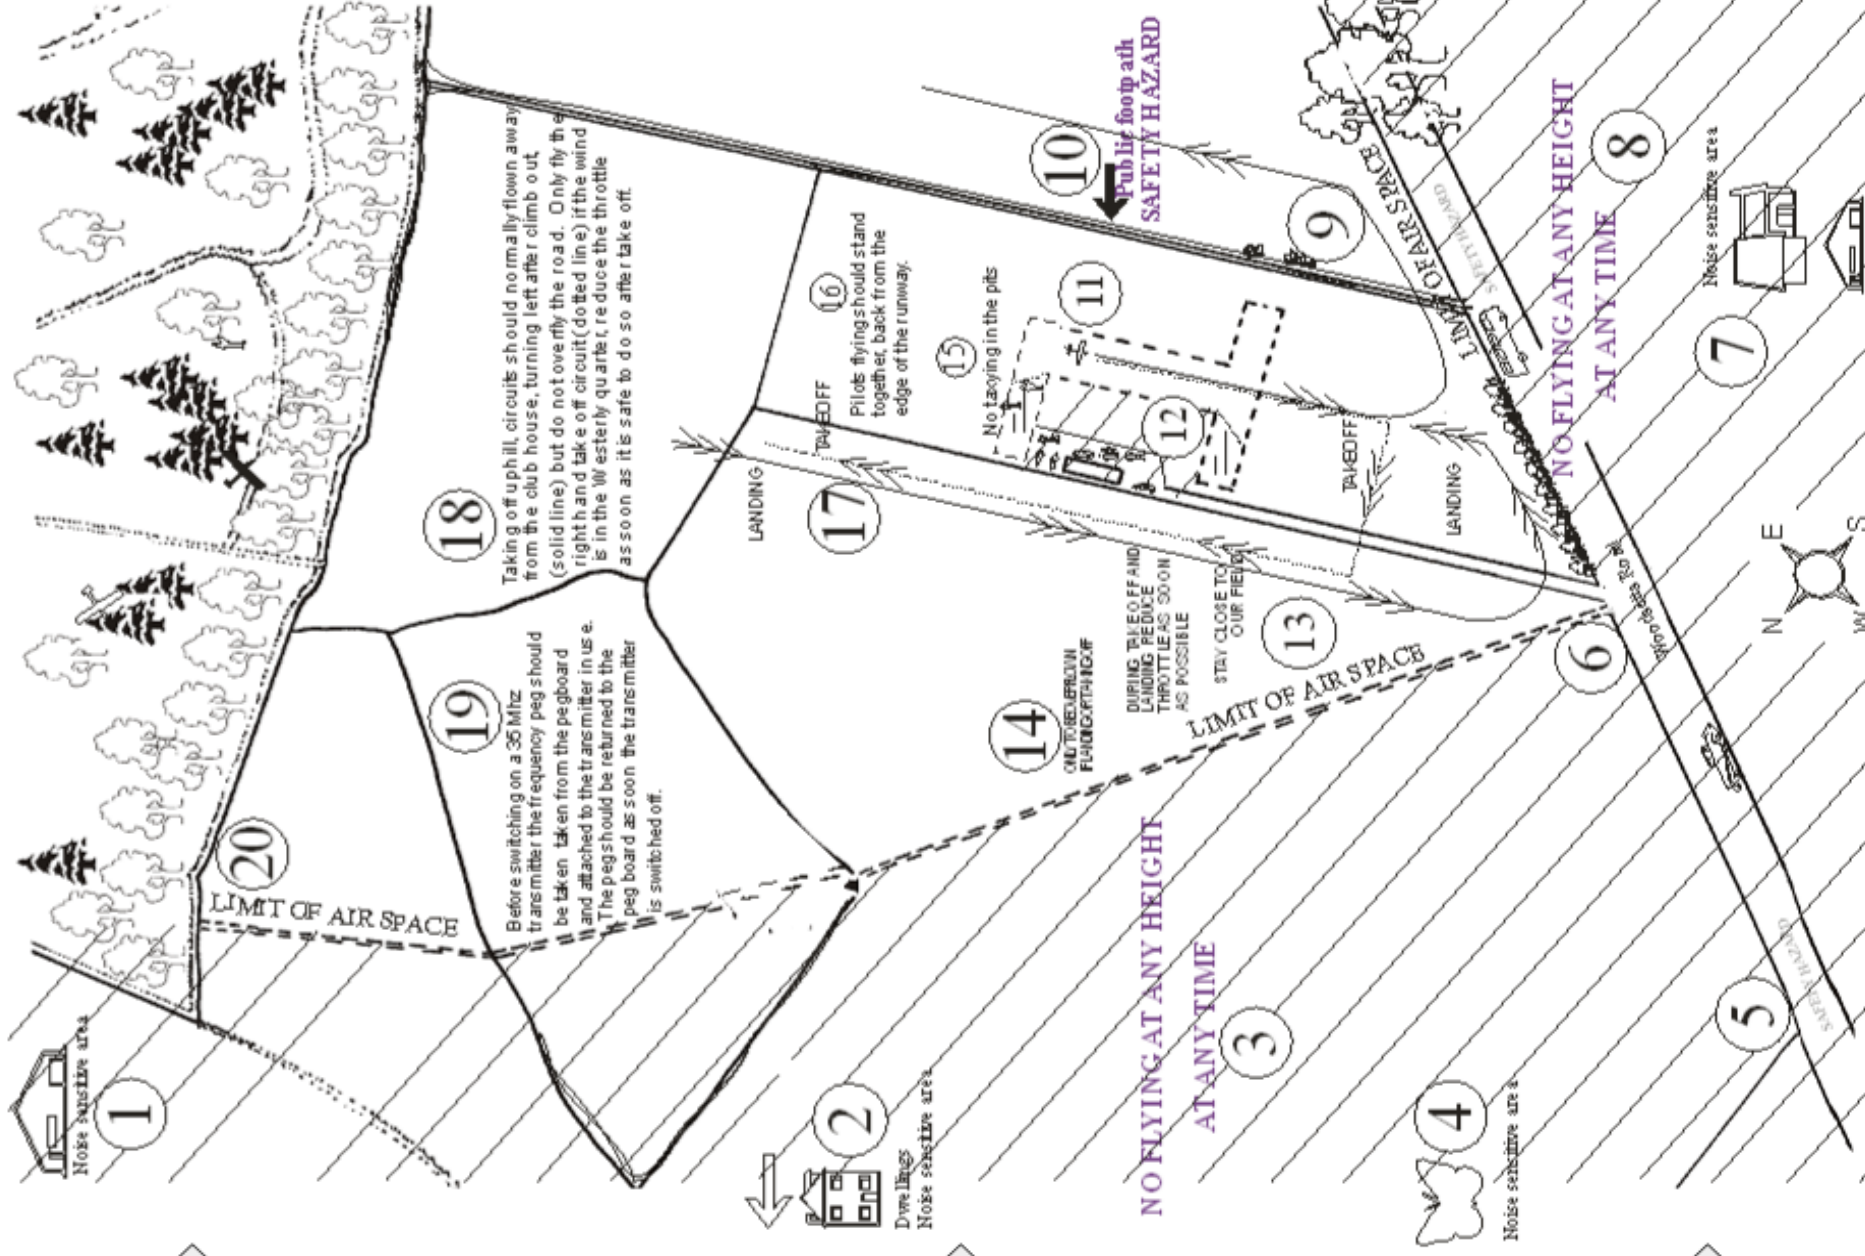 1
Noise sensitive area
2
Dwellings
Noise sensitive area
NO FLYING AT ANY HEIGHT
AT ANY TIME
3
4
Noise sensitive area
5
SAFETY HAZARD
20
LIMIT OF AIR SPACE
19
Before switching on a 35 Mhz
transmitter the frequency peg should
be taken taken from the pegboard
and attached to the transmitter in use.
The peg should be returned to the
peg board as soon the transmitter
is switched off.
14
LIMIT OF AIR SPACE
DURING TAKE OFF AND
LANDING REDUCE
THROTTLE AS SOON
AS POSSIBLE
STAY CLOSE TO
OUR FIELD
13
6
N
E
S
W
18
Taking off uphill, circuits should normally flown away
from the club house, turning left after climb out,
(solid line) but do not overfly the road. Only fly the
right hand take off circuit (dotted line) if the wind
is in the Westerly quarter, reduce the throttle
as soon as it is safe to do so after take off.
LANDING
17
TAKEOFF
16
Pilots flying should stand
together, back from the
edge of the runway.
15
No taxying in the pits
11
12
TAKEOFF
LANDING
10
Public footpath
SAFETY HAZARD
9
LIMIT OF AIR SPACE
SAFETY HAZARD
NO FLYING AT ANY HEIGHT
AT ANY TIME
8
7
Noise sensitive area